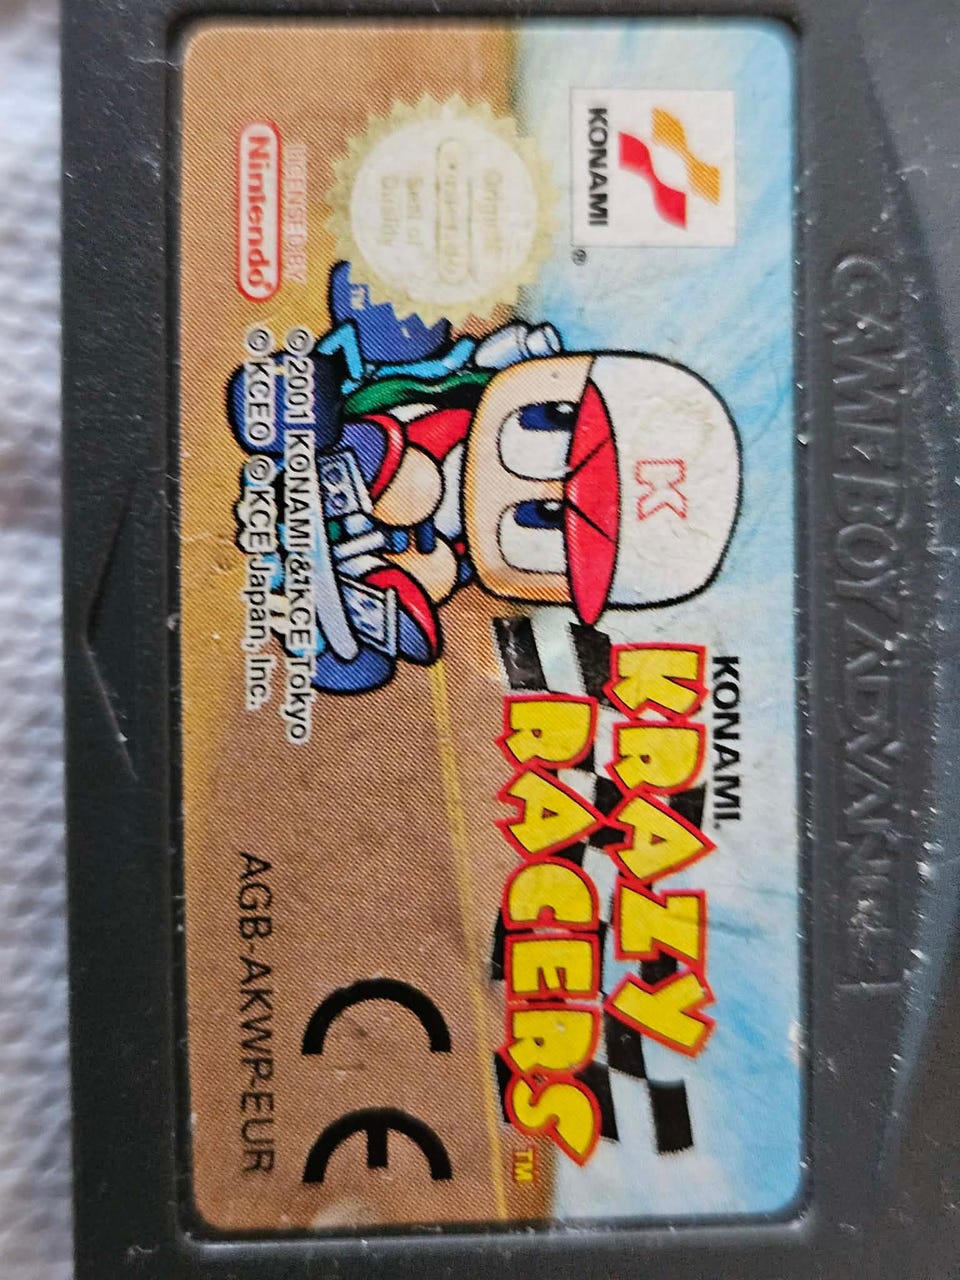 GAME BOY ADVANCE
KONAMI
®
KONAMI
KRAZY
RACERS™
K
Original
Nintendo
Seal of
Quality
TM
LICENSED BY
Nintendo®
©2001 KONAMI & KCE Tokyo
©KCEO ©KCE Japan, Inc.
AGB-AKWP-EUR
CE